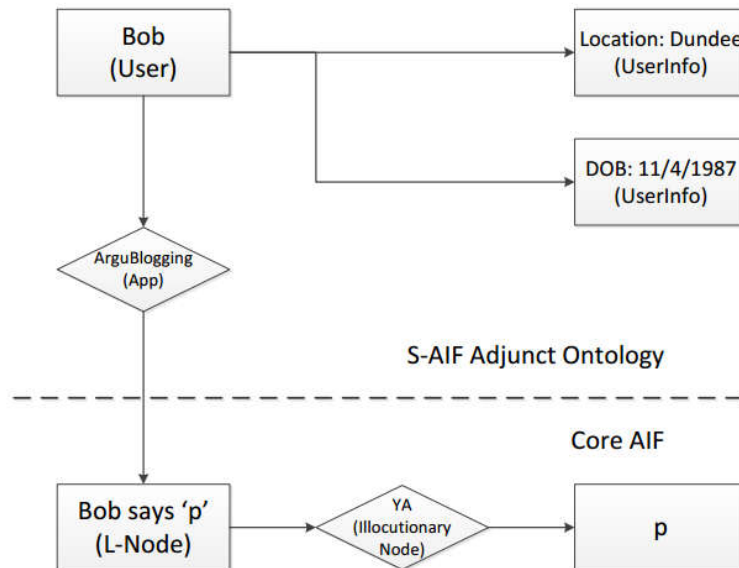 Bob
(User)
Location: Dundee
(UserInfo)
DOB: 11/4/1987
(UserInfo)
ArguBlogging
(App)
S-AIF Adjunct Ontology
Core AIF
Bob says ‘p’
(L-Node)
YA
(Illocutionary
Node)
p